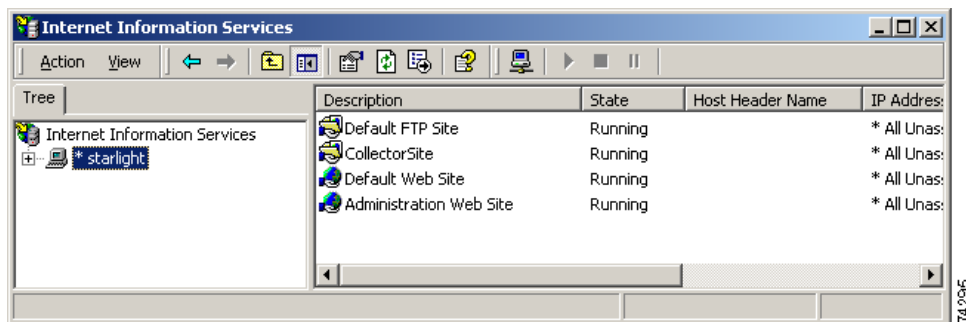 Internet Information Services
Action View
Tree
Internet Information Services
* starlight
Description State Host Header Name IP Address
Default FTP Site Running * All Unas
CollectorSite Running * All Unas
Default Web Site Running * All Unas
Administration Web Site Running * All Unas
74295